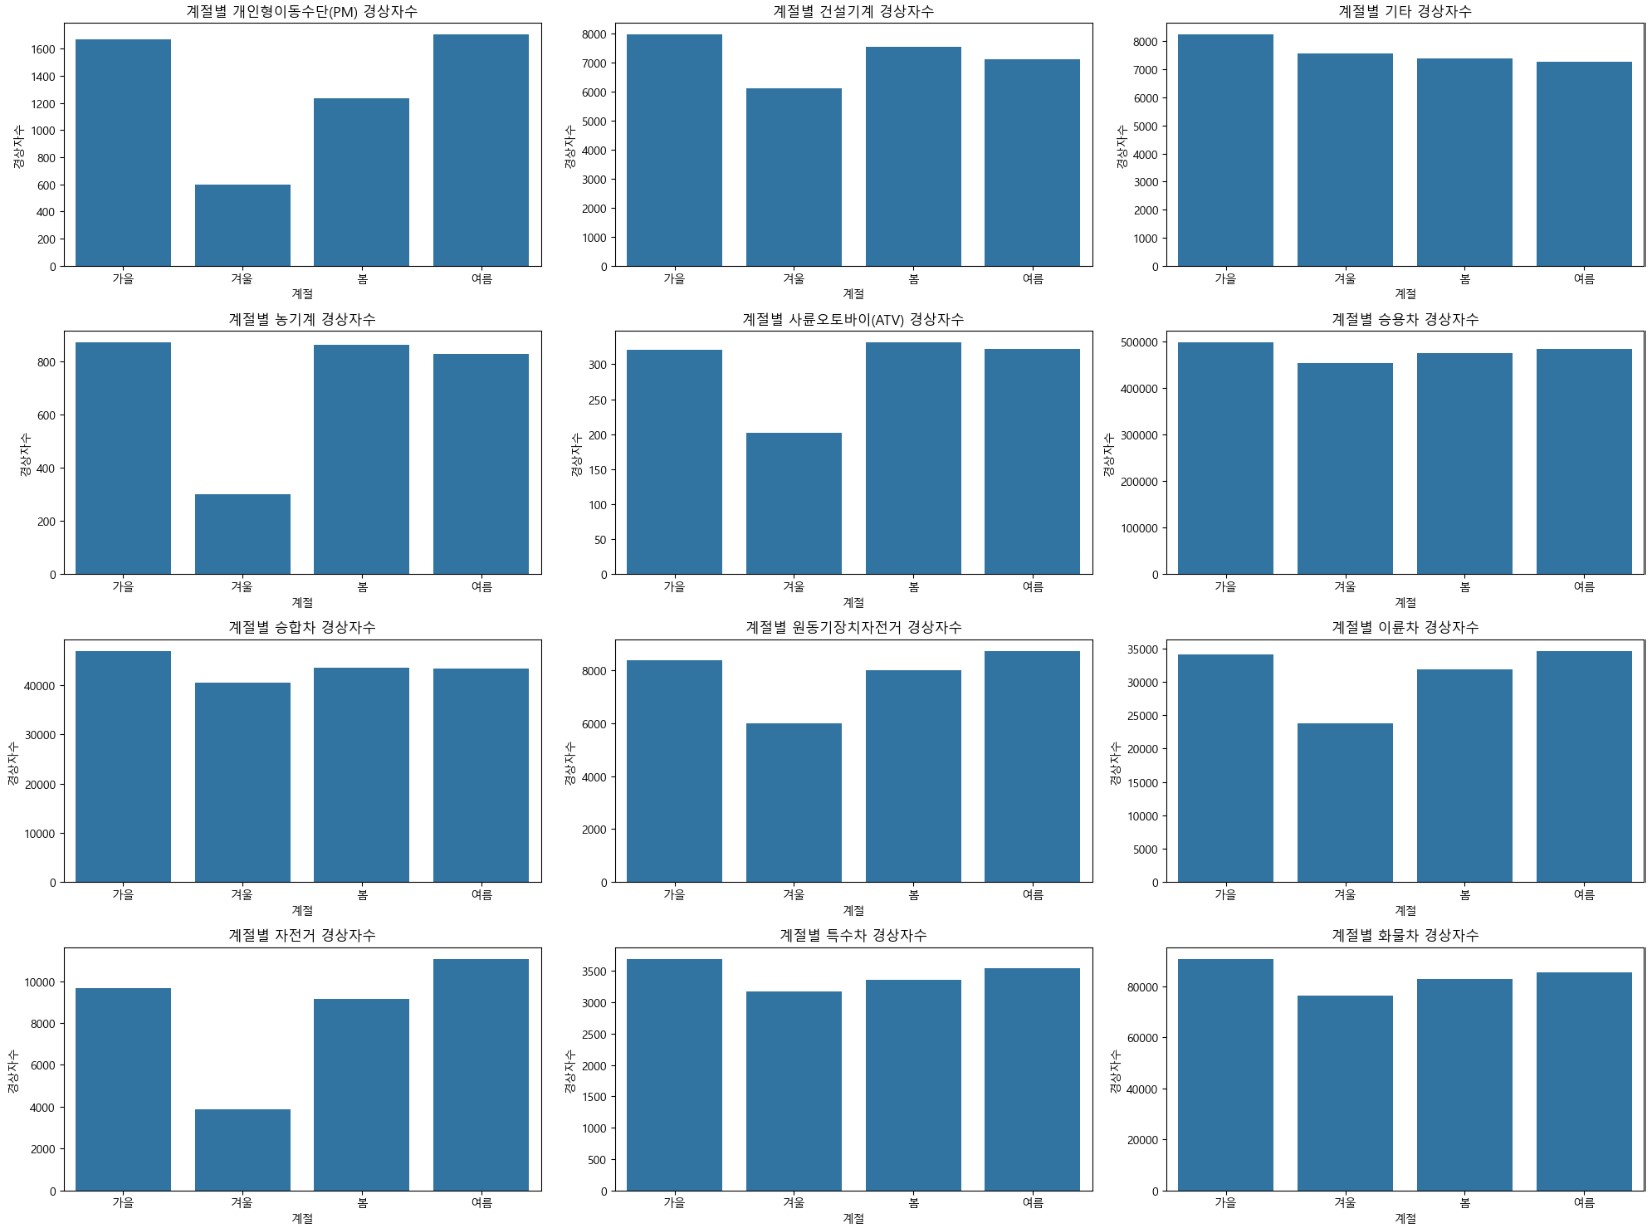 계절별 개인형이동수단(PM) 경상자수
1600
1400
1200
1000
800
600
400
200
0
경상자수
가을 겨울 봄 여름
계절
계절별 건설기계 경상자수
8000
7000
6000
5000
4000
3000
2000
1000
0
경상자수
가을 겨울 봄 여름
계절
계절별 기타 경상자수
8000
7000
6000
5000
4000
3000
2000
1000
0
경상자수
가을 겨울 봄 여름
계절
계절별 농기계 경상자수
800
600
400
200
0
경상자수
가을 겨울 봄 여름
계절
계절별 사륜오토바이(ATV) 경상자수
300
250
200
150
100
50
0
경상자수
가을 겨울 봄 여름
계절
계절별 승용차 경상자수
500000
400000
300000
200000
100000
0
경상자수
가을 겨울 봄 여름
계절
계절별 승합차 경상자수
40000
30000
20000
10000
0
경상자수
가을 겨울 봄 여름
계절
계절별 원동기장치자전거 경상자수
8000
6000
4000
2000
0
경상자수
가을 겨울 봄 여름
계절
계절별 이륜차 경상자수
35000
30000
25000
20000
15000
10000
5000
0
경상자수
가을 겨울 봄 여름
계절
계절별 자전거 경상자수
10000
8000
6000
4000
2000
0
경상자수
가을 겨울 봄 여름
계절
계절별 특수차 경상자수
3500
3000
2500
2000
1500
1000
500
0
경상자수
가을 겨울 봄 여름
계절
계절별 화물차 경상자수
80000
60000
40000
20000
0
경상자수
가을 겨울 봄 여름
계절